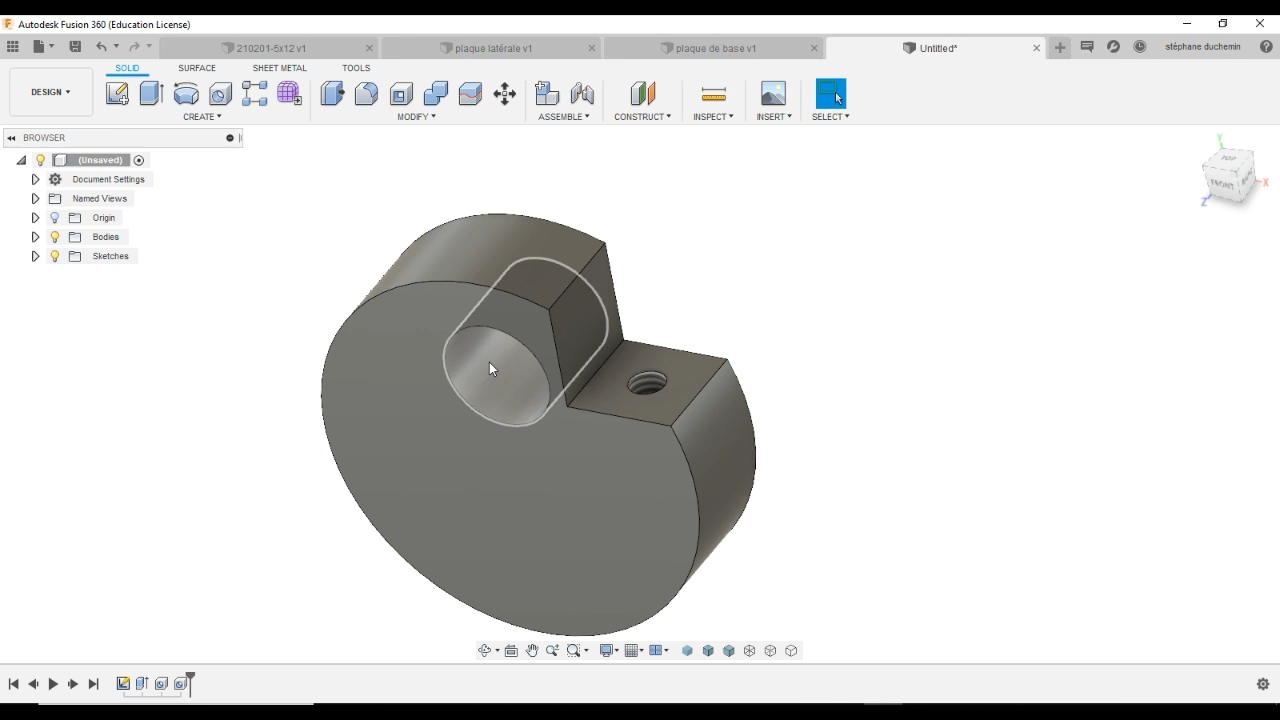 Autodesk Fusion 360 (Education License)
210201-5x12 v1
plaque latérale v1
plaque de base v1
Untitled*
stéphane duchemin
SOLID
SURFACE
SHEET METAL
TOOLS
DESIGN
CREATE
MODIFY
ASSEMBLE
CONSTRUCT
INSPECT
INSERT
SELECT
BROWSER
(Unsaved)
Document Settings
Named Views
Origin
Bodies
Sketches
Y
TOP
FRONT
X
Z